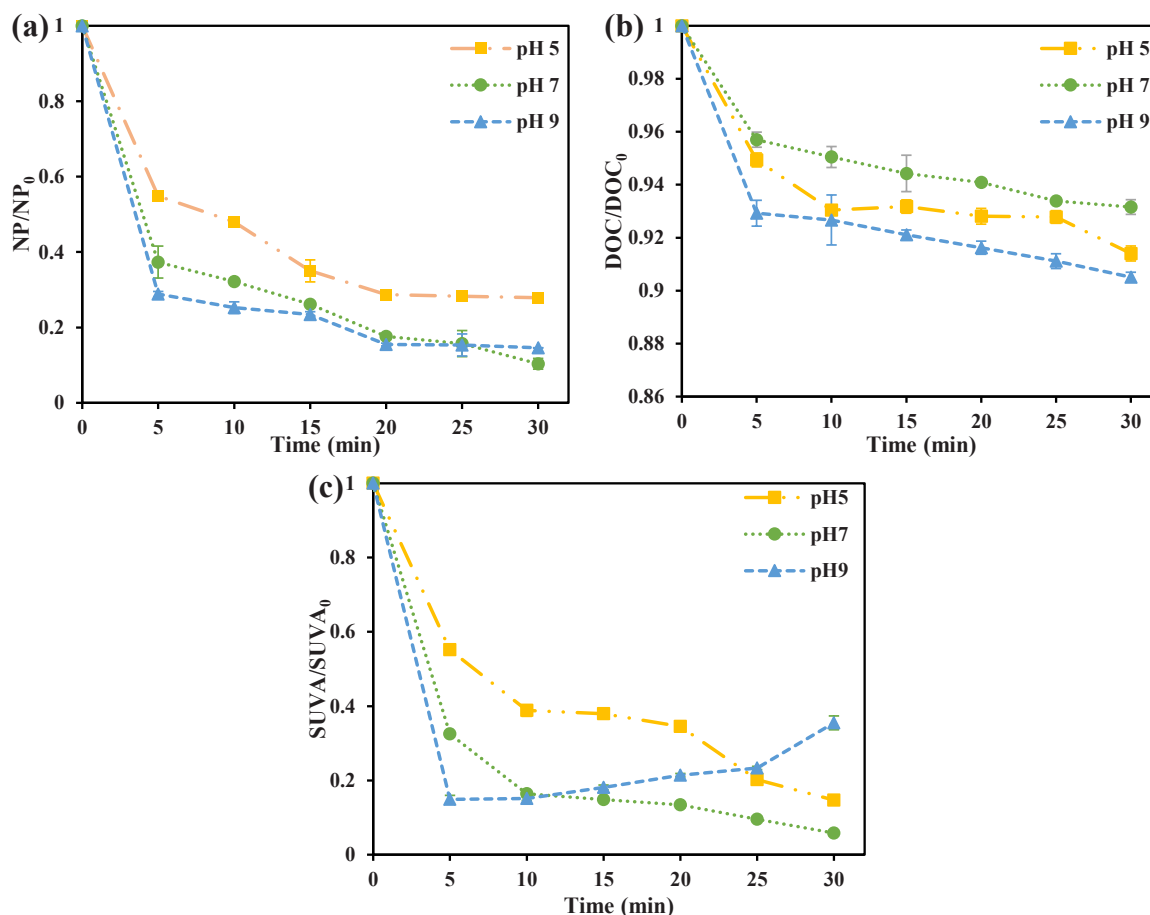 (a)
1
0.8
0.6
0.4
0.2
0
0 5 10 15 20 25 30
NP/NP₀
Time (min)
pH 5
pH 7
pH 9
(b)
1
0.98
0.96
0.94
0.92
0.9
0.88
0.86
0 5 10 15 20 25 30
DOC/DOC₀
Time (min)
pH 5
pH 7
pH 9
(c)
1
0.8
0.6
0.4
0.2
0
0 5 10 15 20 25 30
SUVA/SUVA₀
Time (min)
pH5
pH7
pH9